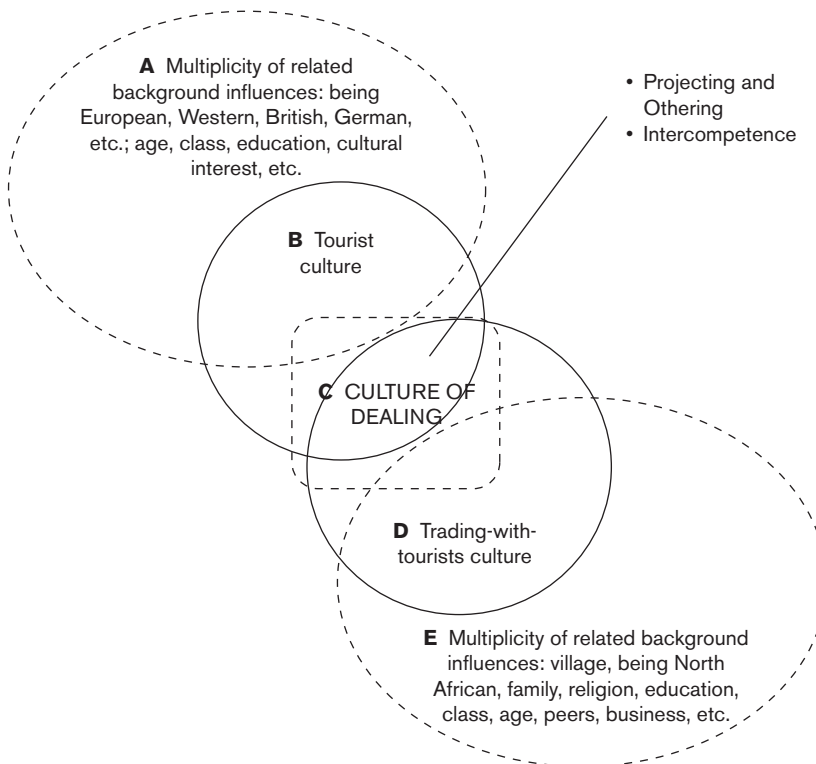 A Multiplicity of related
background influences: being
European, Western, British, German,
etc.; age, class, education, cultural
interest, etc.
• Projecting and
Othering
• Intercompetence
B Tourist
culture
C CULTURE OF
DEALING
D Trading-with-
tourists culture
E Multiplicity of related background
influences: village, being North
African, family, religion, education,
class, age, peers, business, etc.